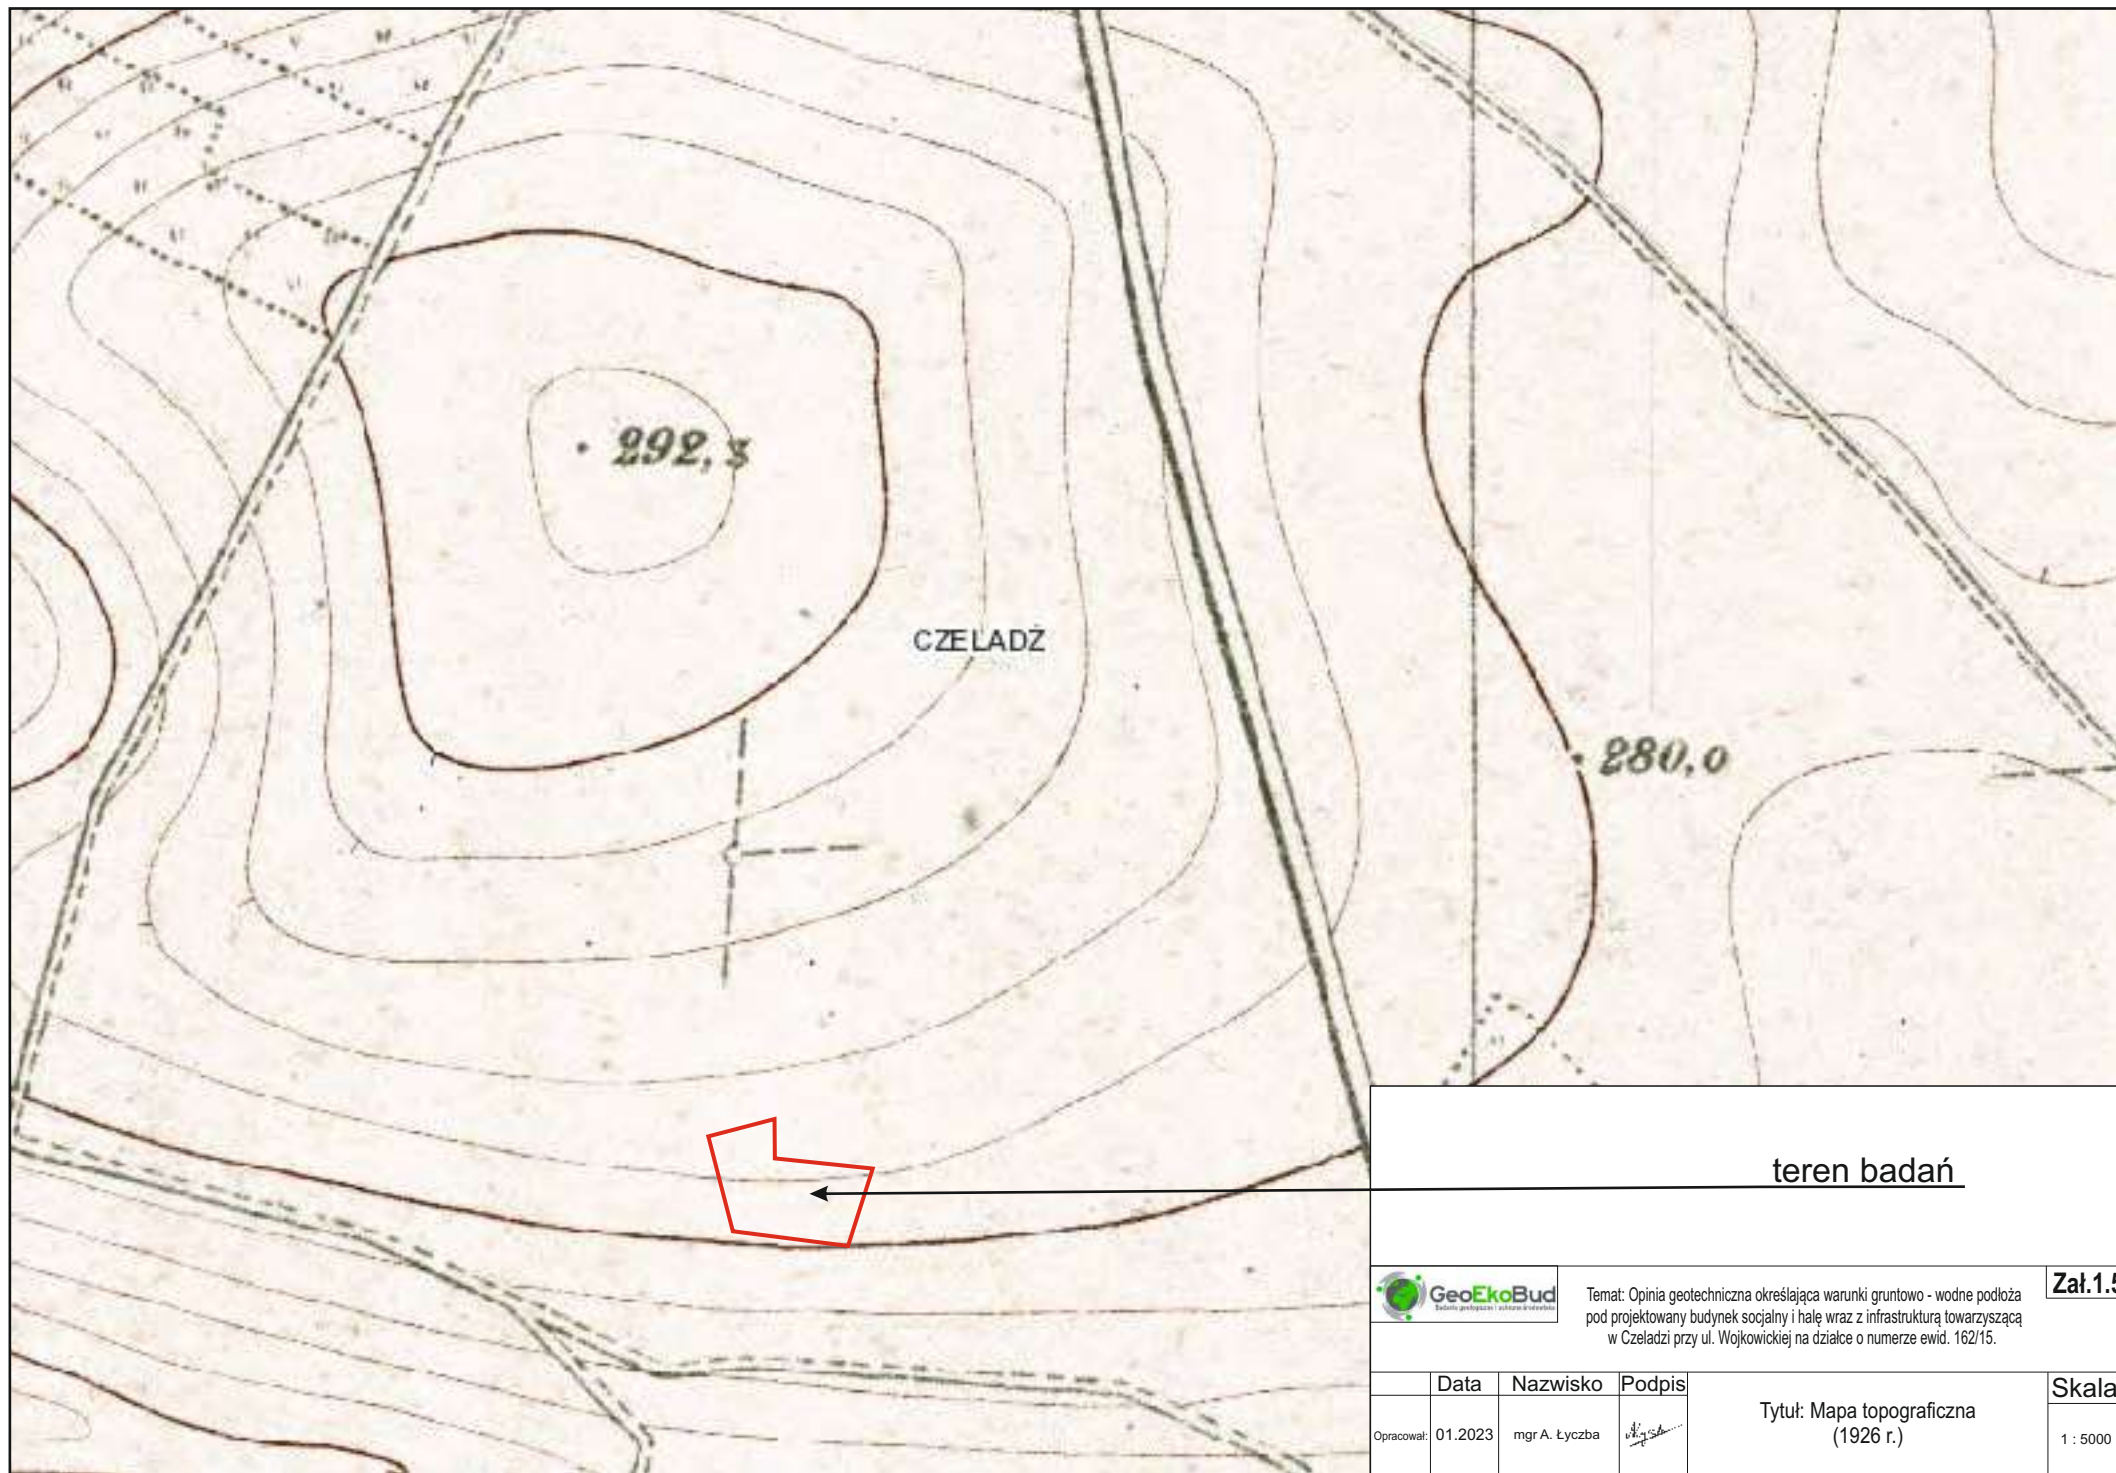 292,3
CZELADŹ
280,0
teren badań
GeoEkoBud
Temat: Opinia geotechniczna określająca warunki gruntowo - wodne podłoża
pod projektowany budynek socjalny i halę wraz z infrastrukturą towarzyszącą
w Czeladzi przy ul. Wojkowickiej na działce o numerze ewid. 162/15.
Zał.1.5
Data Nazwisko Podpis
Opracował: 01.2023 mgr A. Łyczba
Tytuł: Mapa topograficzna
(1926 r.)
Skala
1 : 5000